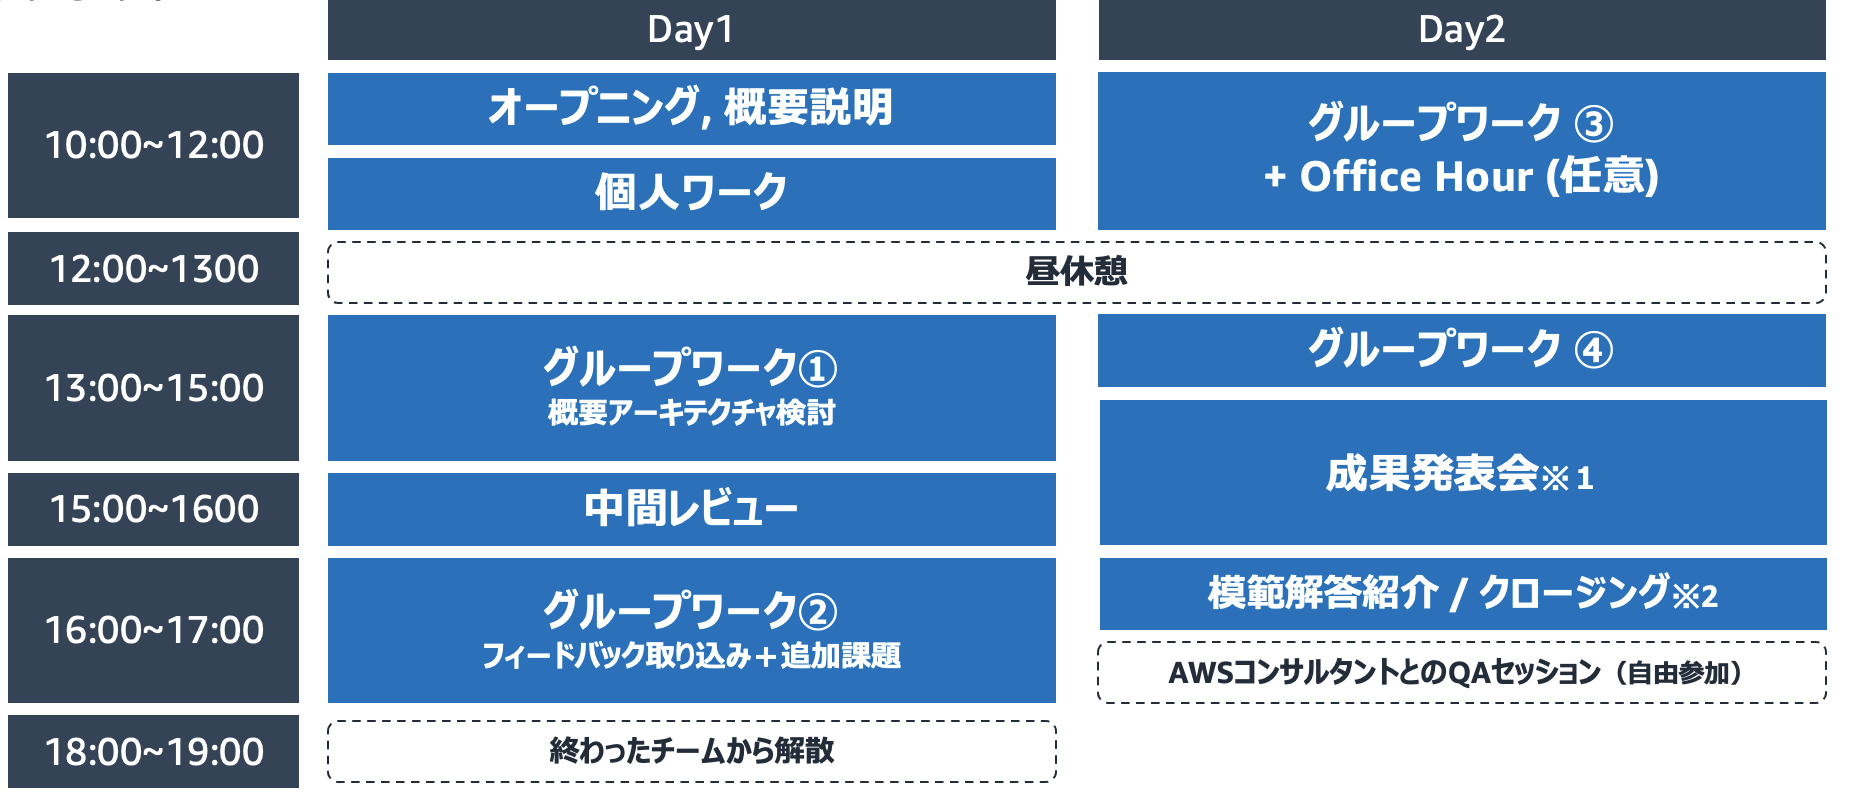 Day1
Day2
10:00~12:00
オープニング, 概要説明
個人ワーク
グループワーク ③
+ Office Hour (任意)
12:00~1300
昼休憩
13:00~15:00
グループワーク①
概要アーキテクチャ検討
グループワーク ④
成果発表会※1
15:00~1600
中間レビュー
16:00~17:00
グループワーク②
フィードバック取り込み＋追加課題
模範解答紹介 / クロージング※2
AWSコンサルタントとのQAセッション（自由参加）
18:00~19:00
終わったチームから解散